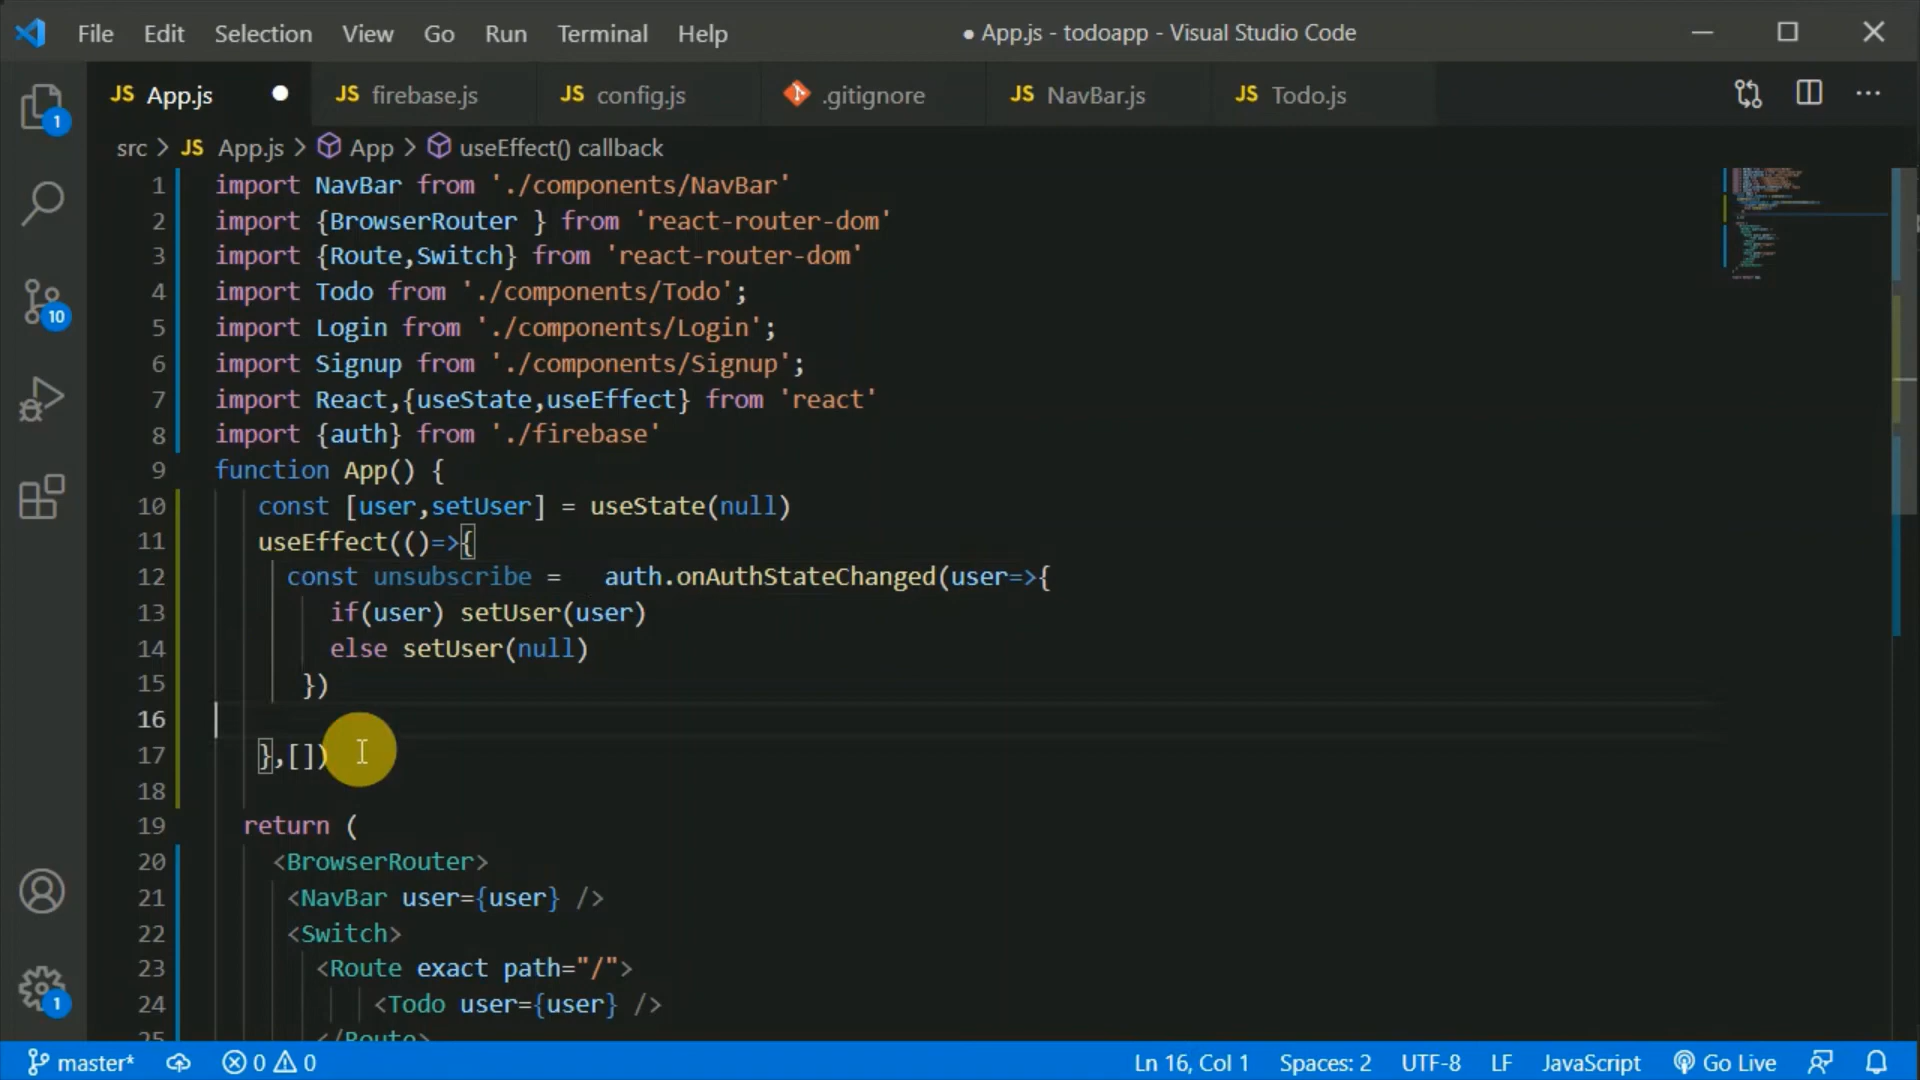 File Edit Selection View Go Run Terminal Help ● App.js - todoapp - Visual Studio Code
JS App.js ● JS firebase.js JS config.js .gitignore JS NavBar.js JS Todo.js ···
src > JS App.js > App > useEffect() callback
1 import NavBar from './components/NavBar'
2 import {BrowserRouter } from 'react-router-dom'
3 import {Route,Switch} from 'react-router-dom'
4 import Todo from './components/Todo';
5 import Login from './components/Login';
6 import Signup from './components/Signup';
7 import React,{useState,useEffect} from 'react'
8 import {auth} from './firebase'
9 function App() {
10 const [user,setUser] = useState(null)
11 useEffect(()=>{
12 const unsubscribe = auth.onAuthStateChanged(user=>{
13 if(user) setUser(user)
14 else setUser(null)
15 })
16
17 },[])
18
19 return (
20 <BrowserRouter>
21 <NavBar user={user} />
22 <Switch>
23 <Route exact path="/">
24 <Todo user={user} />
25 </Route>
1
10
1
master* 0 0 Ln 16, Col 1 Spaces: 2 UTF-8 LF JavaScript Go Live